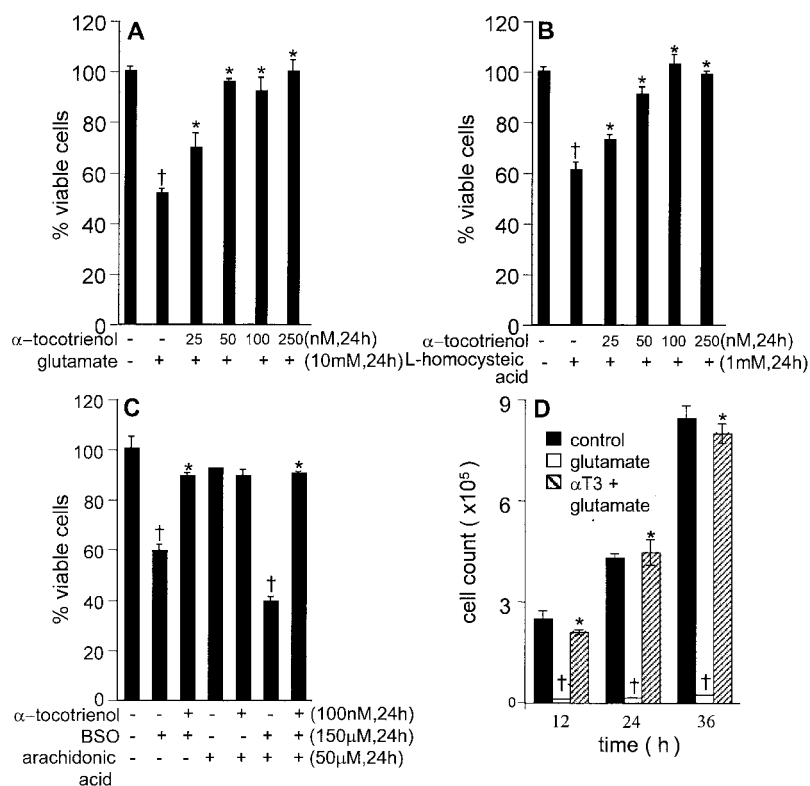 A
120
100
80
60
40
20
0
% viable cells
†
*
*
*
*
α–tocotrienol - - 25 50 100 250 (nM,24h)
glutamate - + + + + + (10mM,24h)
B
120
100
80
60
40
20
0
% viable cells
†
*
*
*
*
α–tocotrienol - - 25 50 100 250 (nM,24h)
L-homocysteic - + + + + + (1mM,24h)
acid
C
120
100
80
60
40
20
0
% viable cells
†
*
†
*
α–tocotrienol - - + - + - + (100nM,24h)
BSO - + + - - + + (150μM,24h)
arachidonic - - - + + + + (50μM,24h)
acid
D
9
6
3
0
cell count ( x10⁵ )
control
glutamate
αT3 +
glutamate
†
*
†
*
†
*
12 24 36
time ( h )